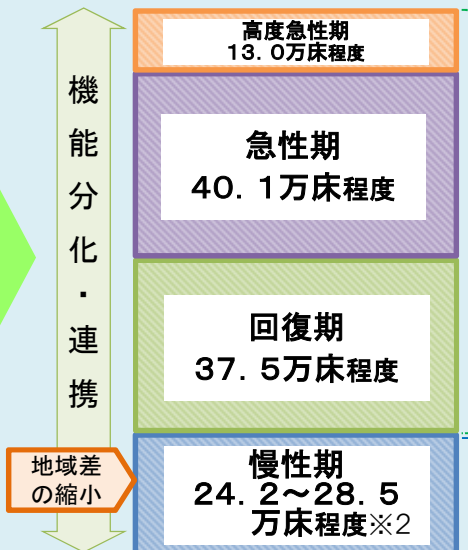 高度急性期
13.0万床程度
機能分化・連携
急性期
40.1万床程度
回復期
37.5万床程度
地域差
の縮小
慢性期
24.2～28.5
万床程度※2